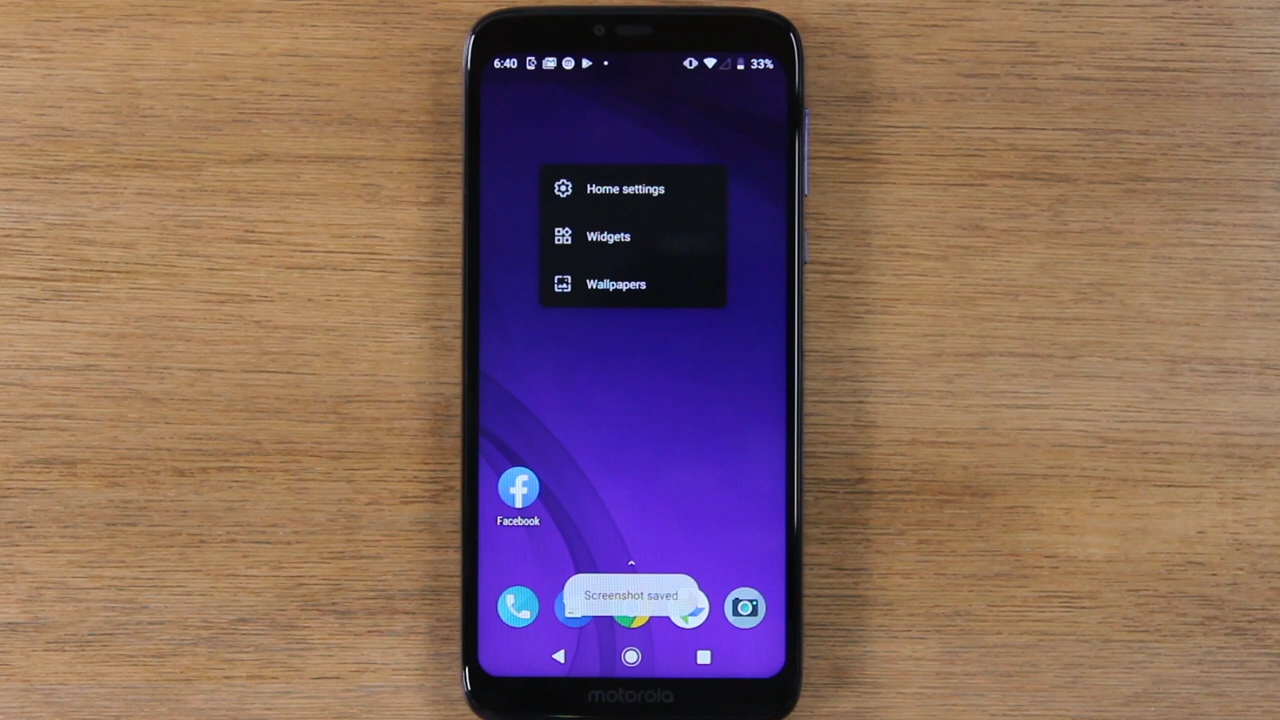 6:40 33%
Home settings
Widgets
Wallpapers
Facebook
Screenshot saved
motorola